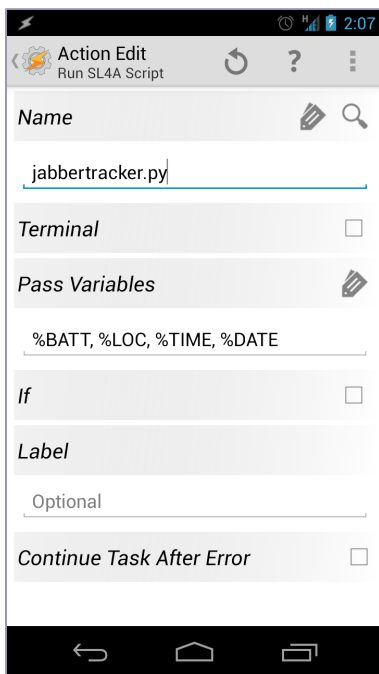 H 2:07
Action Edit
Run SL4A Script
?
Name
jabbertracker.py
Terminal
Pass Variables
%BATT, %LOC, %TIME, %DATE
If
Label
Optional
Continue Task After Error